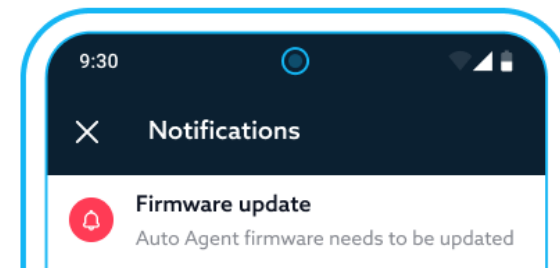 9:30
Notifications
Firmware update
Auto Agent firmware needs to be updated